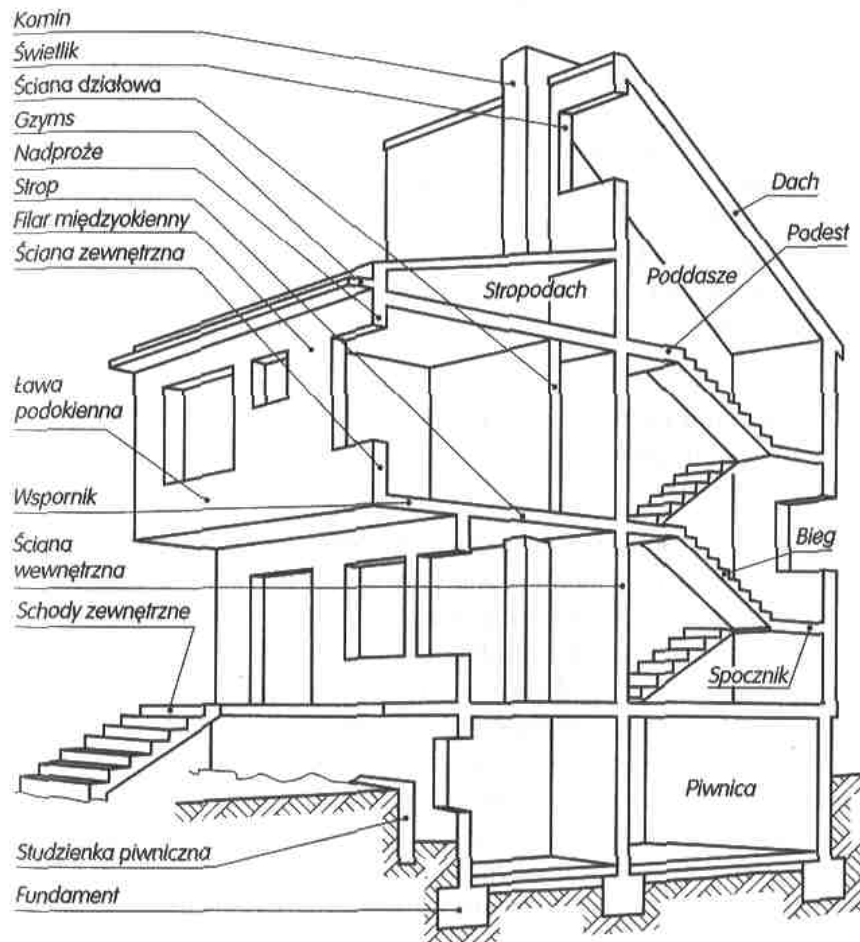 Komin
Świetlik
Ściana działowa
Gzyms
Nadproże
Strop
Filar międzyokienny
Ściana zewnętrzna
Dach
Podest
Stropodach
Poddasze
Ława
podokienna
Wspornik
Ściana
wewnętrzna
Bieg
Schody zewnętrzne
Spocznik
Piwnica
Studzienka piwniczna
Fundament